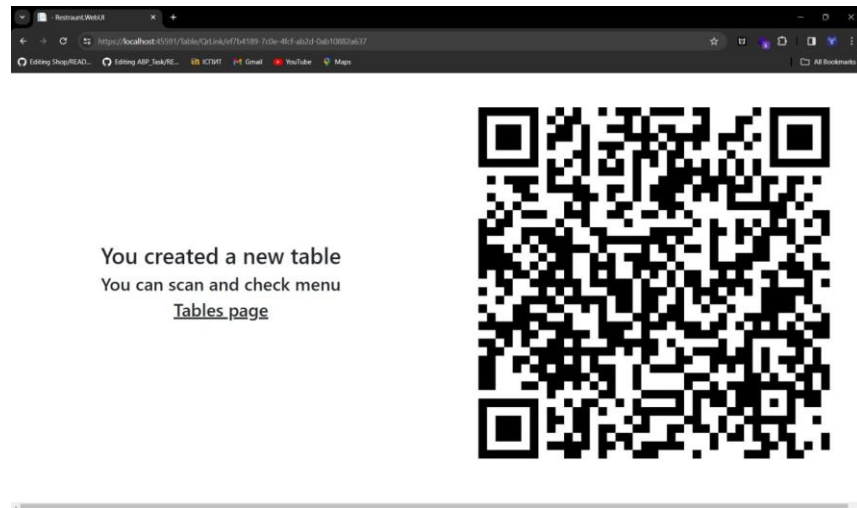 - Restraunt.WebUI
https://localhost:45591/Table/QrLink/ef7b4189-7c0e-4fcf-ab2d-0ab10882a637
Editing Shop/READ... Editing ABP_Task/RE... ІСПИТ Gmail YouTube Maps All Bookmarks
You created a new table
You can scan and check menu
Tables page